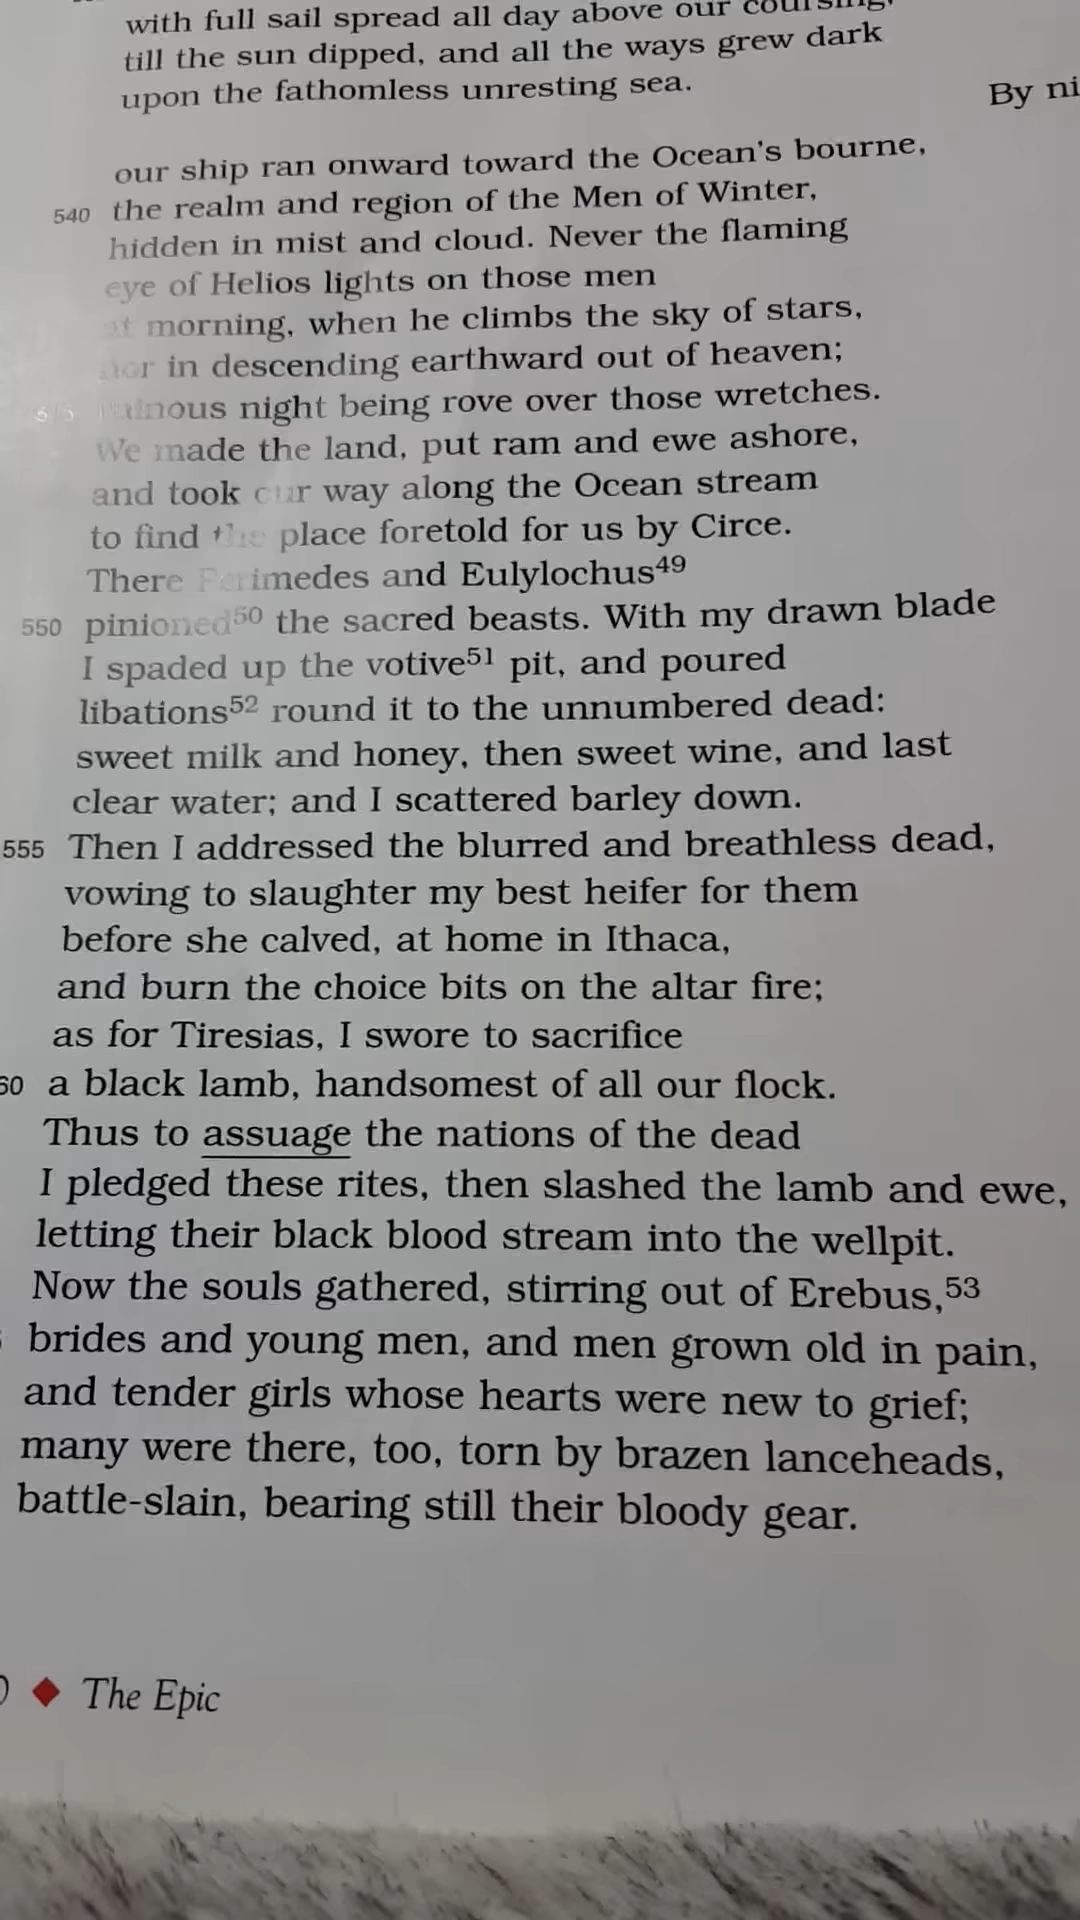 with full sail spread all day above our coursing,
till the sun dipped, and all the ways grew dark
upon the fathomless unresting sea.
By ni
our ship ran onward toward the Ocean's bourne,
540 the realm and region of the Men of Winter,
hidden in mist and cloud. Never the flaming
eye of Helios lights on those men
at morning, when he climbs the sky of stars,
nor in descending earthward out of heaven;
545 night being rove over those wretches.
We made the land, put ram and ewe ashore,
and took our way along the Ocean stream
to find the place foretold for us by Circe.
There Perimedes and Eulylochus49
550 pinioned50 the sacred beasts. With my drawn blade
I spaded up the votive51 pit, and poured
libations52 round it to the unnumbered dead:
sweet milk and honey, then sweet wine, and last
clear water; and I scattered barley down.
555 Then I addressed the blurred and breathless dead,
vowing to slaughter my best heifer for them
before she calved, at home in Ithaca,
and burn the choice bits on the altar fire;
as for Tiresias, I swore to sacrifice
60 a black lamb, handsomest of all our flock.
Thus to assuage the nations of the dead
I pledged these rites, then slashed the lamb and ewe,
letting their black blood stream into the wellpit.
Now the souls gathered, stirring out of Erebus,53
brides and young men, and men grown old in pain,
and tender girls whose hearts were new to grief;
many were there, too, torn by brazen lanceheads,
battle-slain, bearing still their bloody gear.
◆ The Epic